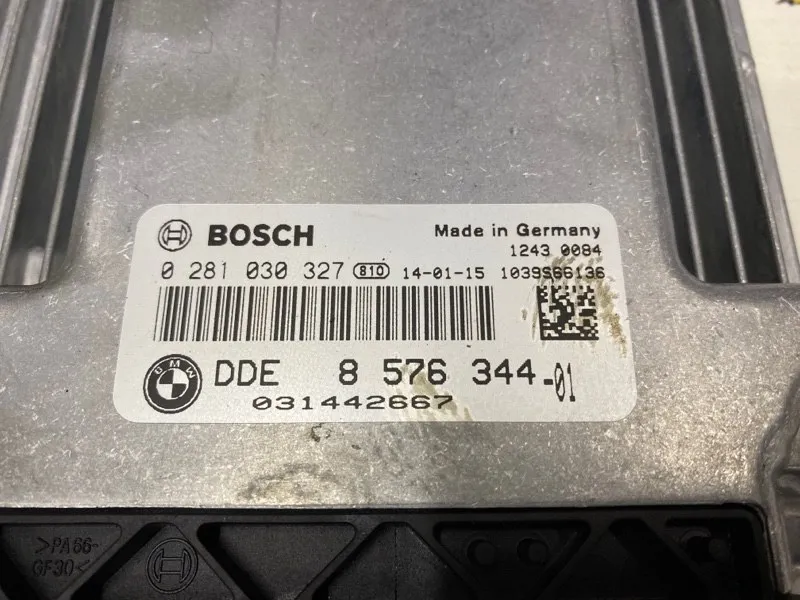 BOSCH Made in Germany
1243 0084
0 281 030 327 810 14-01-15 1039S66136
BMW DDE 8 576 344-01
031442667
>PA66-
GF30<